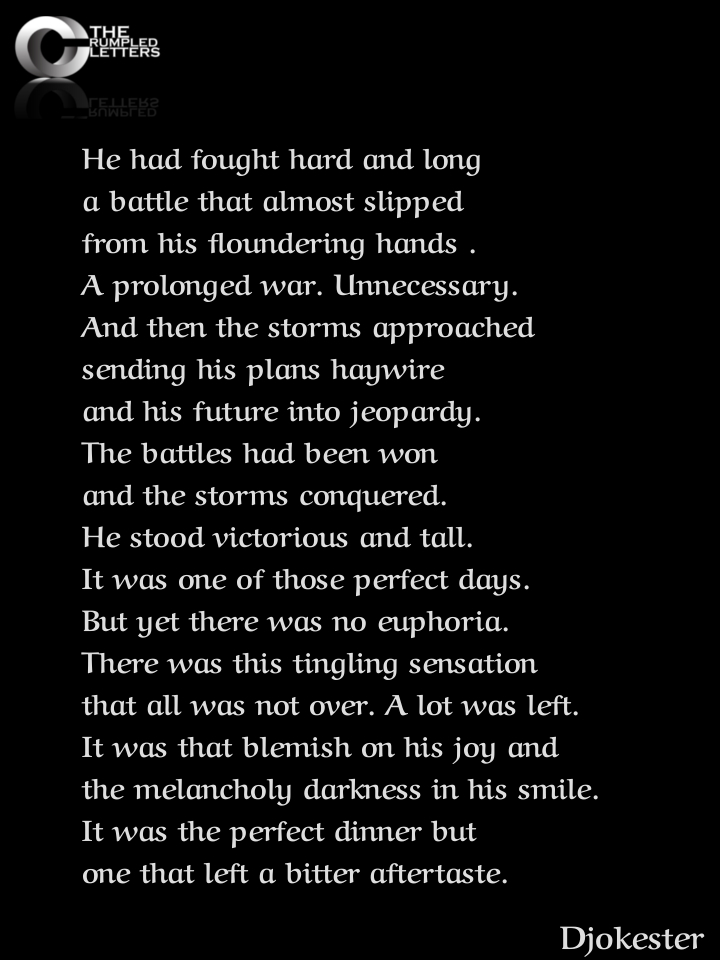 THE
CRUMPLED
LETTERS
He had fought hard and long
a battle that almost slipped
from his floundering hands .
A prolonged war. Unnecessary.
And then the storms approached
sending his plans haywire
and his future into jeopardy.
The battles had been won
and the storms conquered.
He stood victorious and tall.
It was one of those perfect days.
But yet there was no euphoria.
There was this tingling sensation
that all was not over. A lot was left.
It was that blemish on his joy and
the melancholy darkness in his smile.
It was the perfect dinner but
one that left a bitter aftertaste.
Djokester